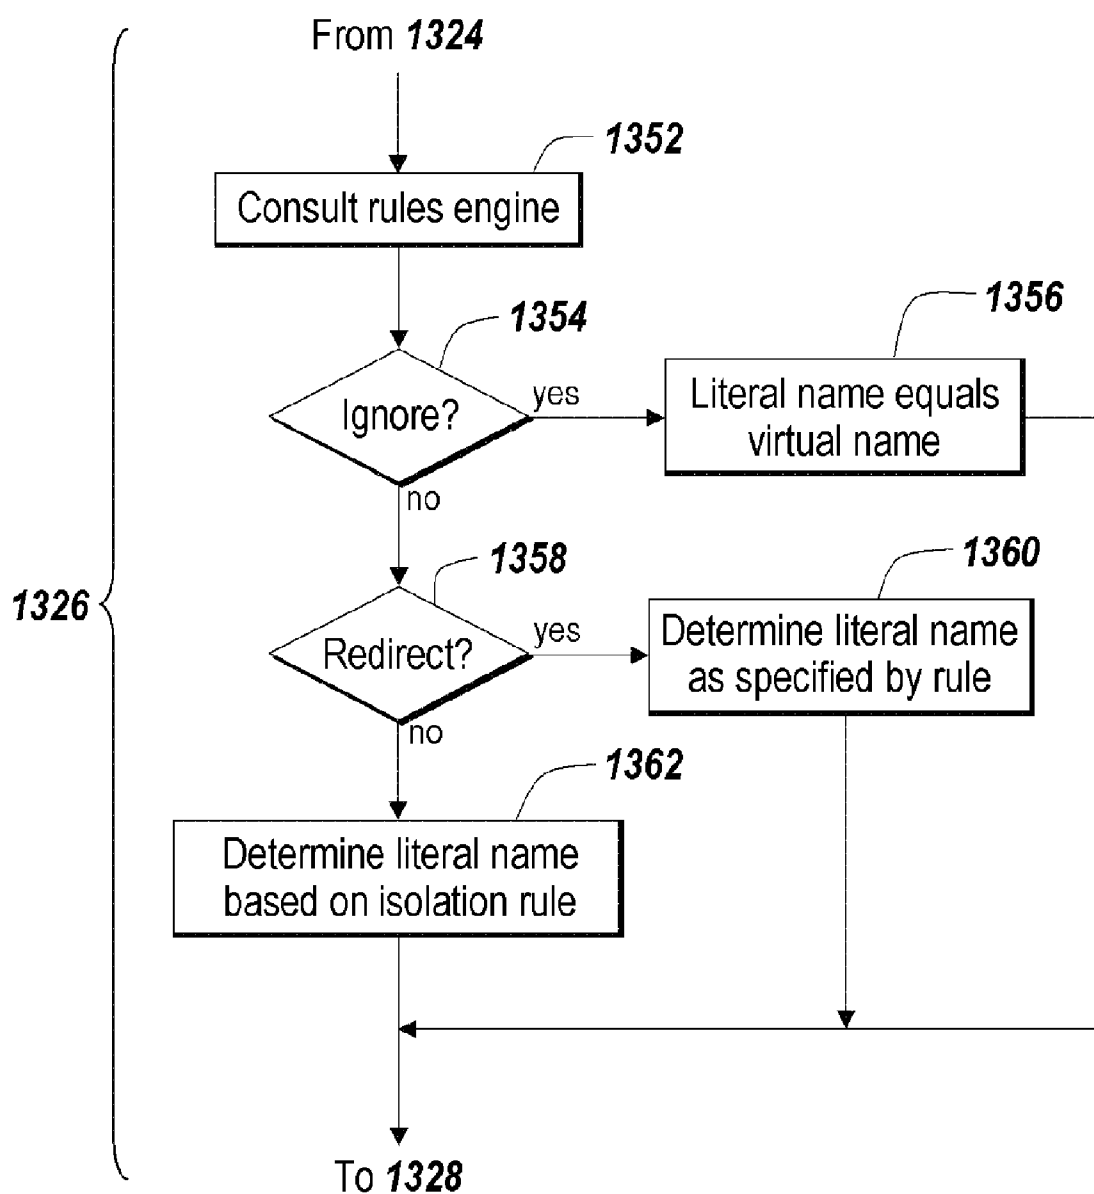 From 1324
1352
Consult rules engine
1354
1356
Ignore?
yes
Literal name equals
virtual name
no
1358
1360
1326
Redirect?
yes
Determine literal name
as specified by rule
no
1362
Determine literal name
based on isolation rule
To 1328